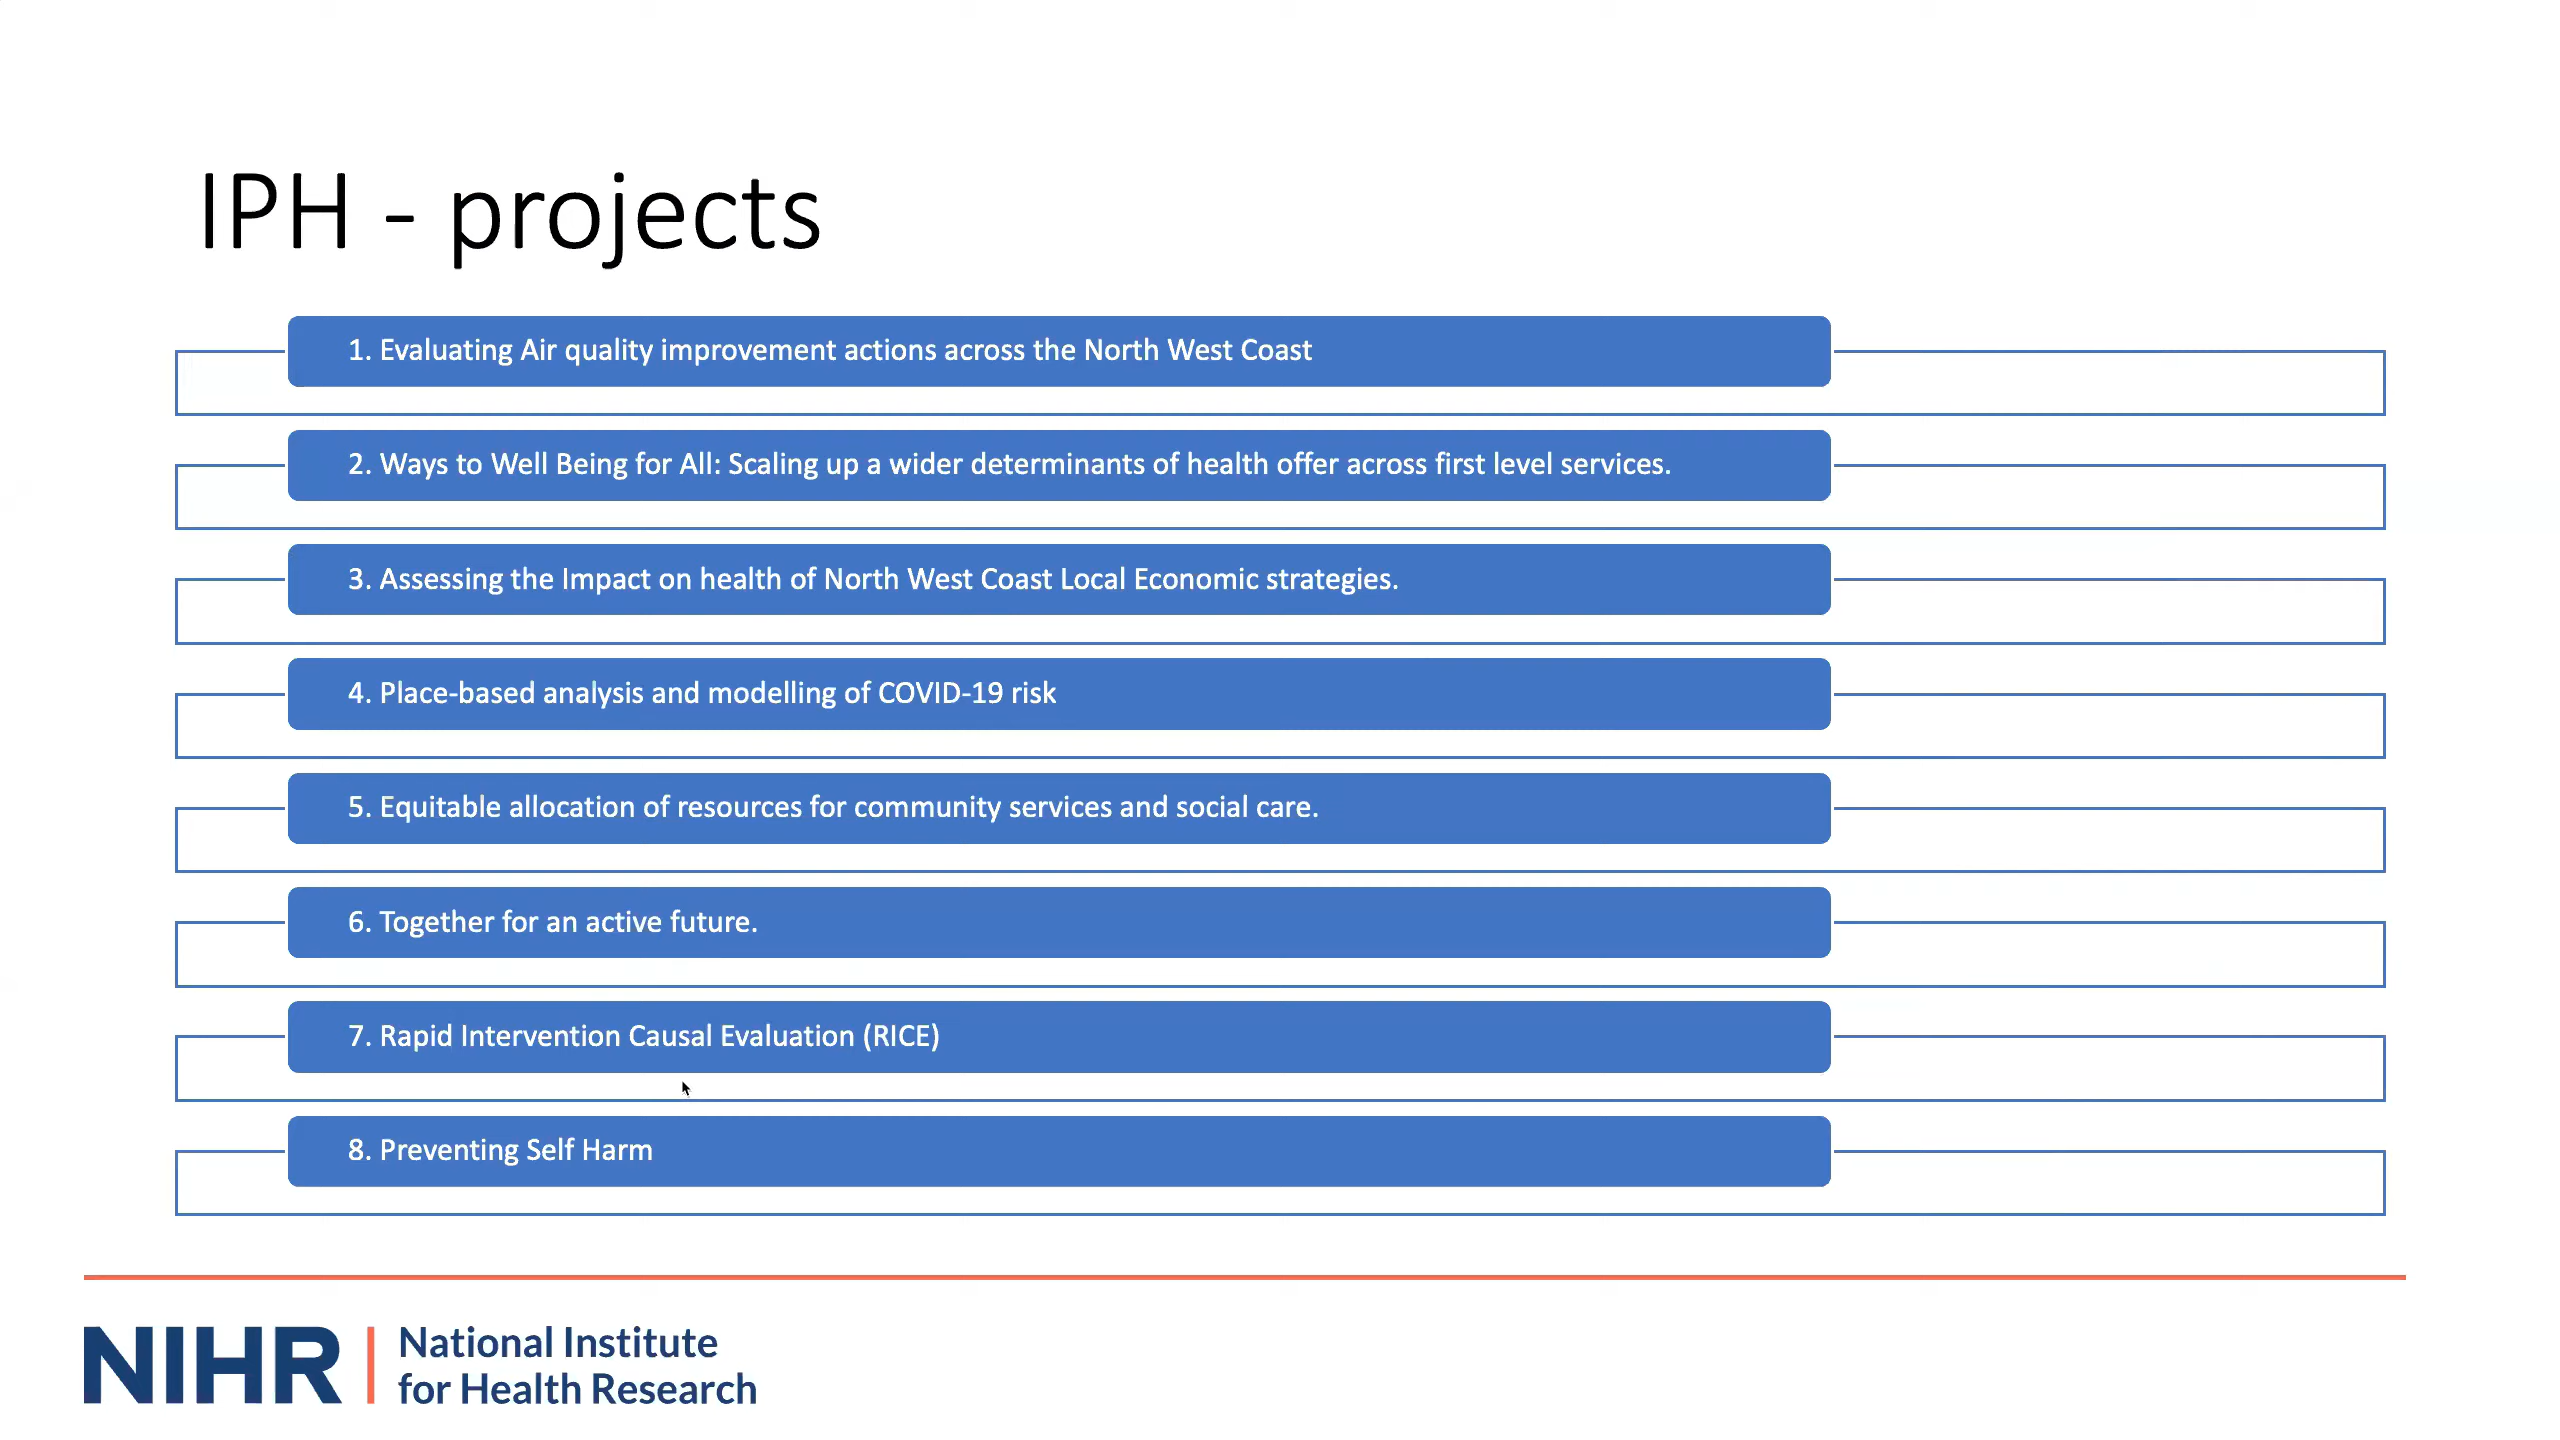 IPH - projects
1. Evaluating Air quality improvement actions across the North West Coast
2. Ways to Well Being for All: Scaling up a wider determinants of health offer across first level services.
3. Assessing the Impact on health of North West Coast Local Economic strategies.
4. Place-based analysis and modelling of COVID-19 risk
5. Equitable allocation of resources for community services and social care.
6. Together for an active future.
7. Rapid Intervention Causal Evaluation (RICE)
8. Preventing Self Harm
NIHR
National Institute
for Health Research